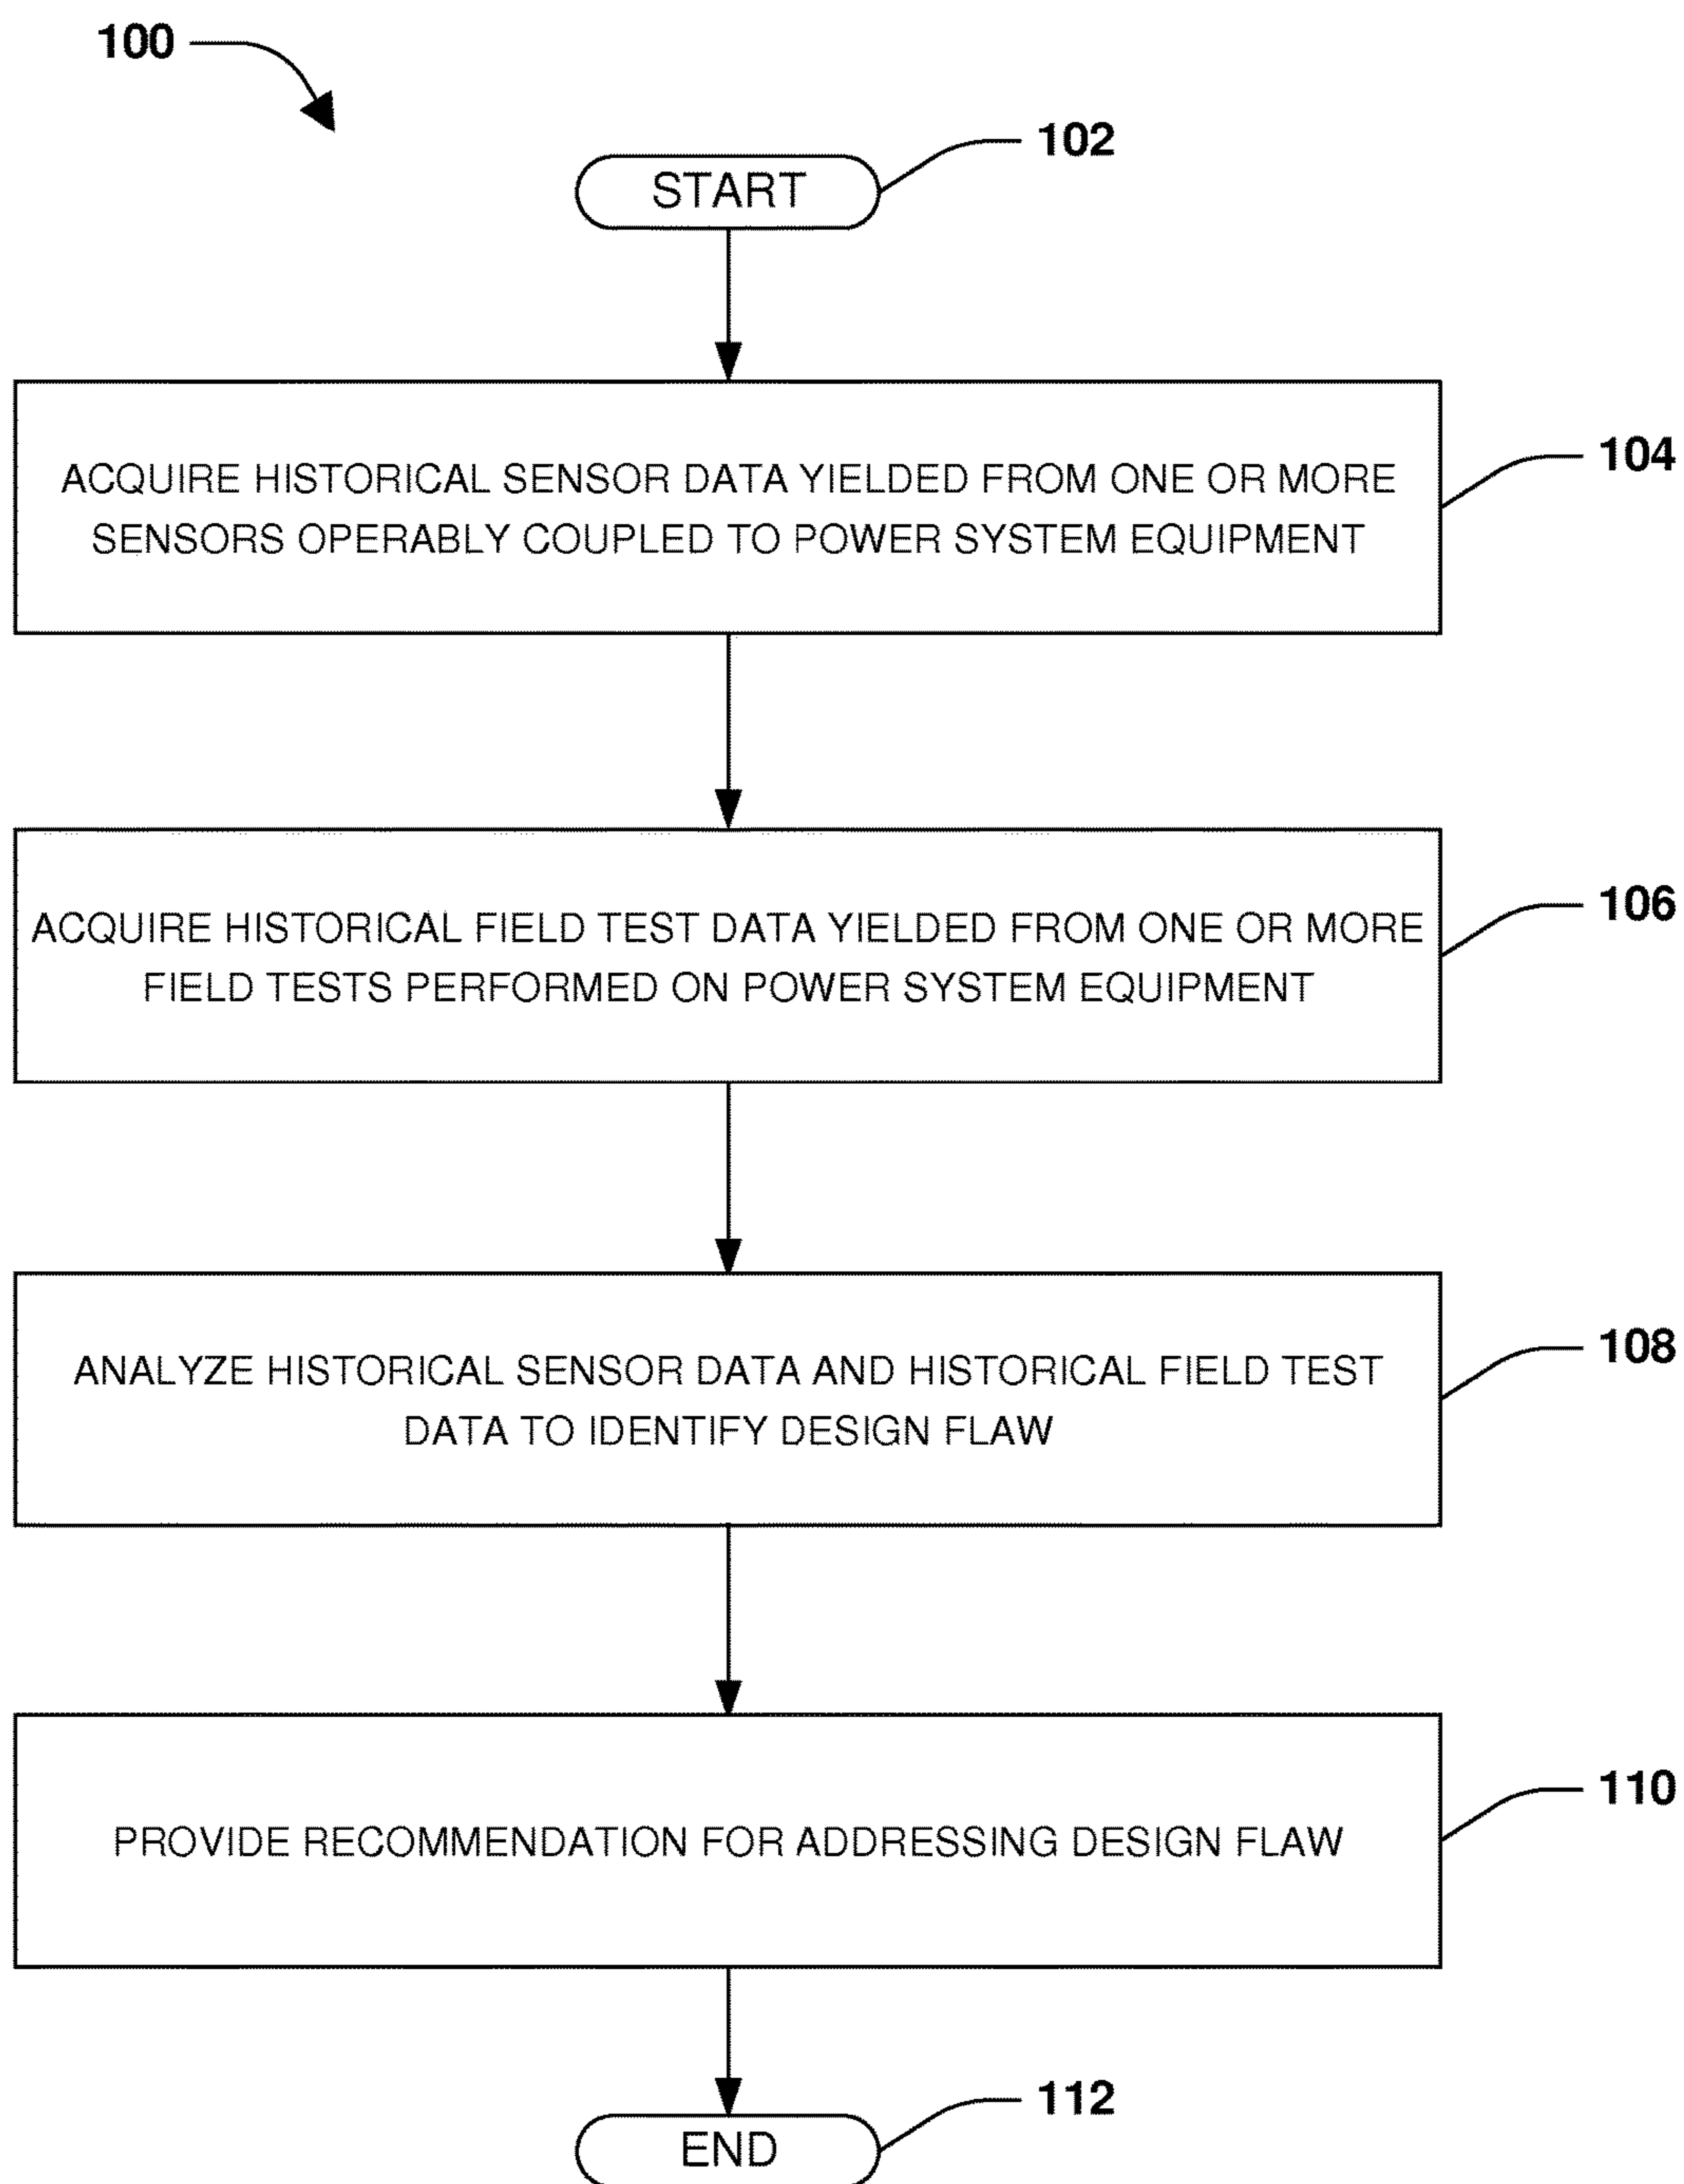 100
102
START
104
ACQUIRE HISTORICAL SENSOR DATA YIELDED FROM ONE OR MORE
SENSORS OPERABLY COUPLED TO POWER SYSTEM EQUIPMENT
106
ACQUIRE HISTORICAL FIELD TEST DATA YIELDED FROM ONE OR MORE
FIELD TESTS PERFORMED ON POWER SYSTEM EQUIPMENT
108
ANALYZE HISTORICAL SENSOR DATA AND HISTORICAL FIELD TEST
DATA TO IDENTIFY DESIGN FLAW
110
PROVIDE RECOMMENDATION FOR ADDRESSING DESIGN FLAW
112
END